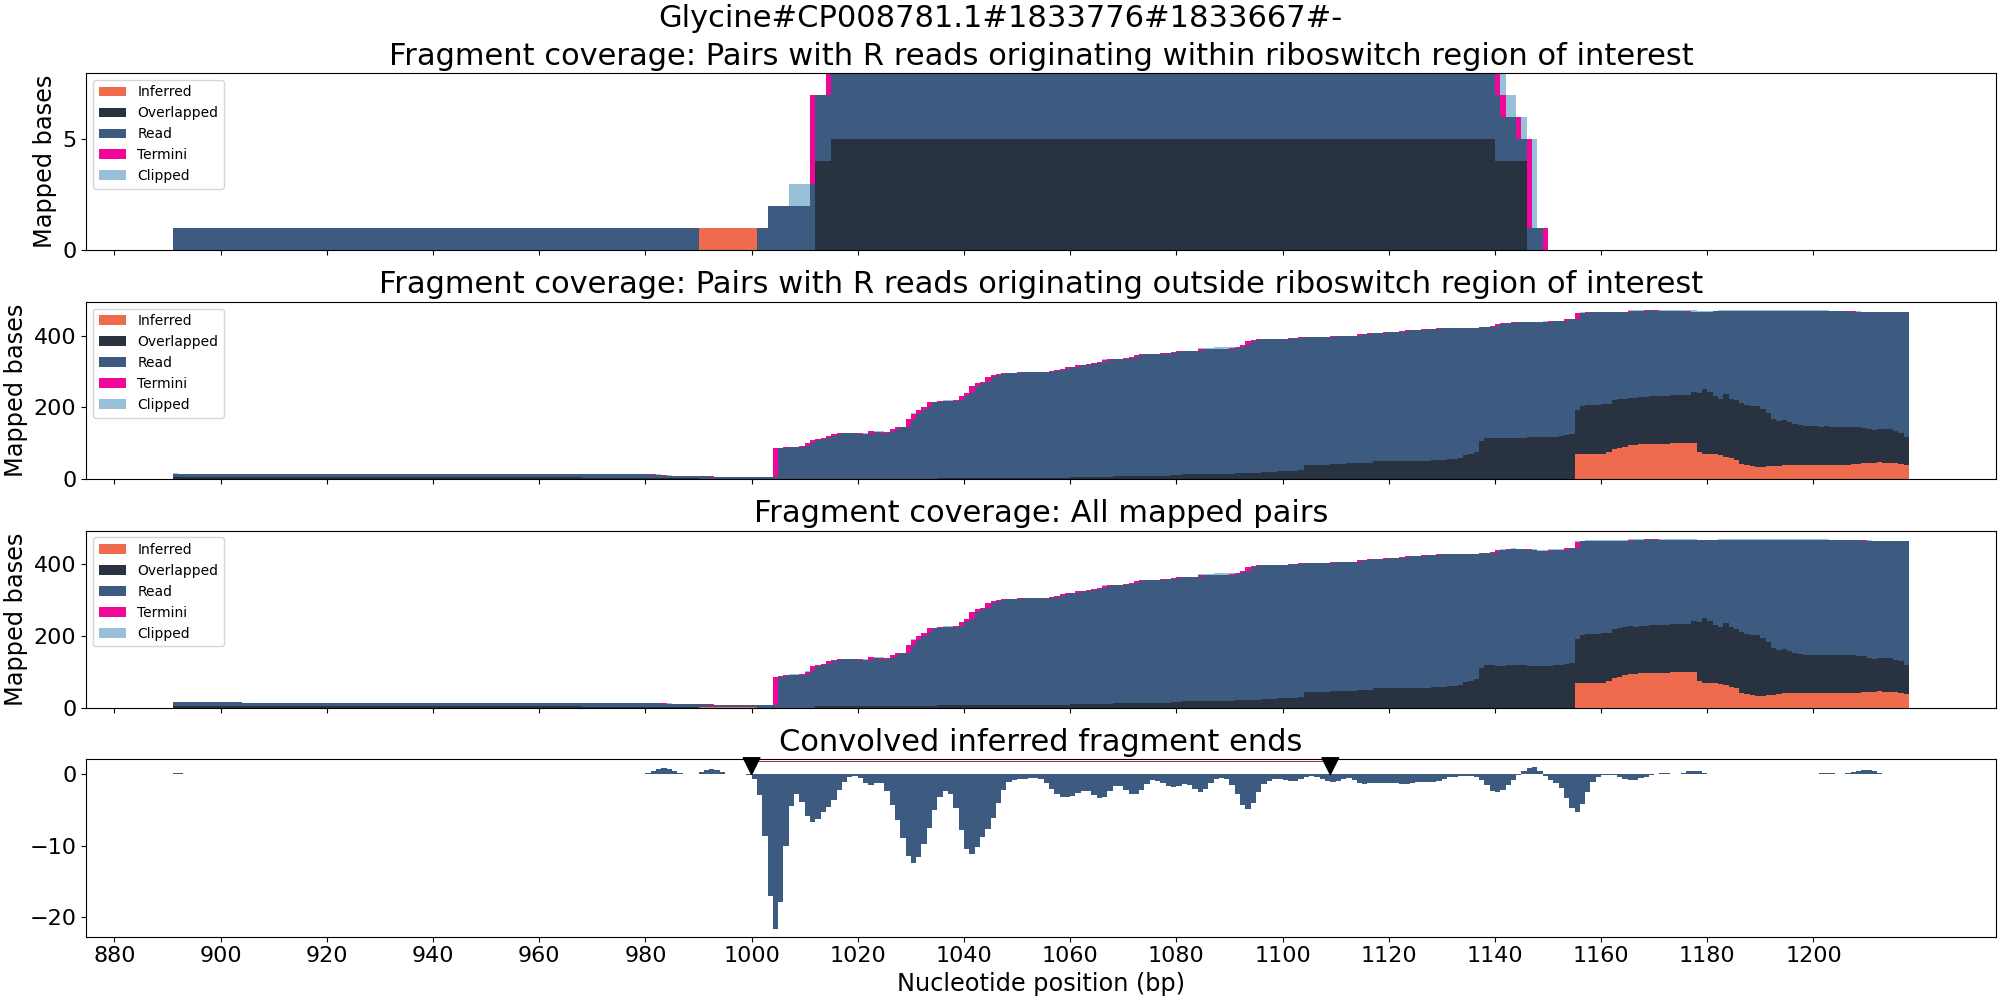 Glycine#CP008781.1#1833776#1833667#-
Fragment coverage: Pairs with R reads originating within riboswitch region of interest
Mapped bases
5
0
Inferred
Overlapped
Read
Termini
Clipped
Fragment coverage: Pairs with R reads originating outside riboswitch region of interest
Mapped bases
400
200
0
Inferred
Overlapped
Read
Termini
Clipped
Fragment coverage: All mapped pairs
Mapped bases
400
200
0
Inferred
Overlapped
Read
Termini
Clipped
Convolved inferred fragment ends
0
−10
−20
880 900 920 940 960 980 1000 1020 1040 1060 1080 1100 1120 1140 1160 1180 1200
Nucleotide position (bp)